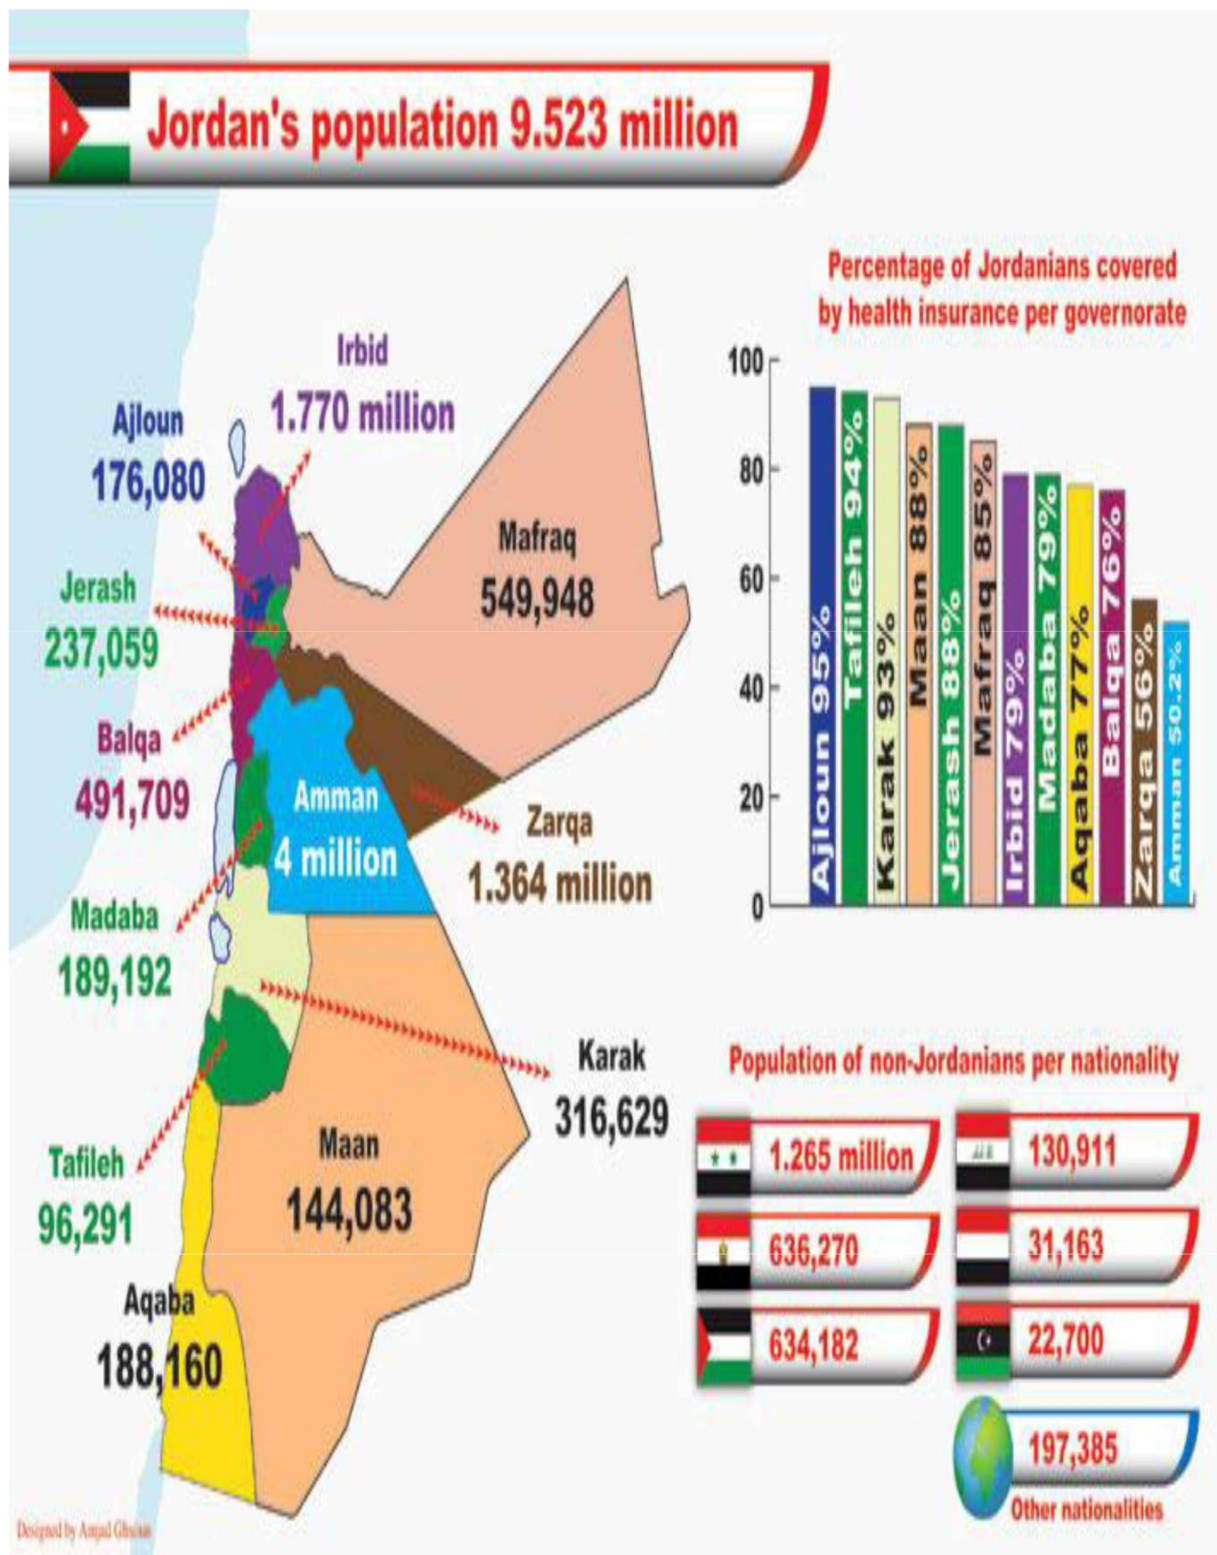 Jordan's population 9.523 million
Irbid
1.770 million
Ajloun
176,080
Mafraq
549,948
Jerash
237,059
Balqa
491,709
Amman
4 million
Zarqa
1.364 million
Madaba
189,192
Karak
316,629
Tafileh
96,291
Maan
144,083
Aqaba
188,160
Percentage of Jordanians covered
by health insurance per governorate
100
80
60
40
20
0
Ajloun 95%
Tafileh 94%
Karak 93%
Maan 88%
Jerash 88%
Mafraq 85%
Irbid 79%
Madaba 79%
Aqaba 77%
Balqa 76%
Zarqa 56%
Amman 50.2%
Population of non-Jordanians per nationality
1.265 million
130,911
636,270
31,163
634,182
22,700
197,385
Other nationalities
Designed by Amjad